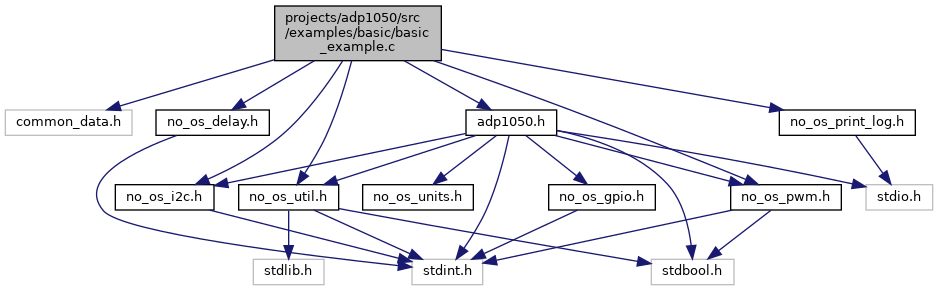 projects/adp1050/src
/examples/basic/basic
_example.c
common_data.h
no_os_delay.h
adp1050.h
no_os_print_log.h
no_os_i2c.h
no_os_util.h
no_os_units.h
no_os_gpio.h
no_os_pwm.h
stdio.h
stdlib.h
stdint.h
stdbool.h